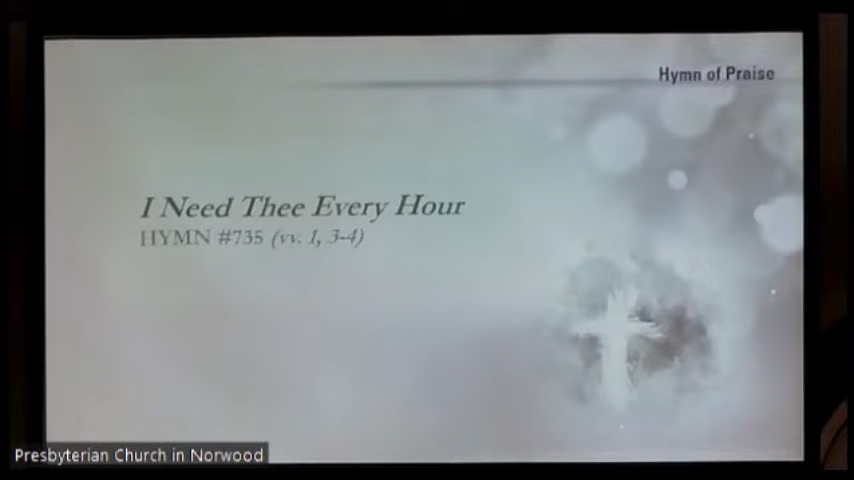 Hymn of Praise
I Need Thee Every Hour
HYMN #735 (vv. 1, 3-4)
Presbyterian Church in Norwood